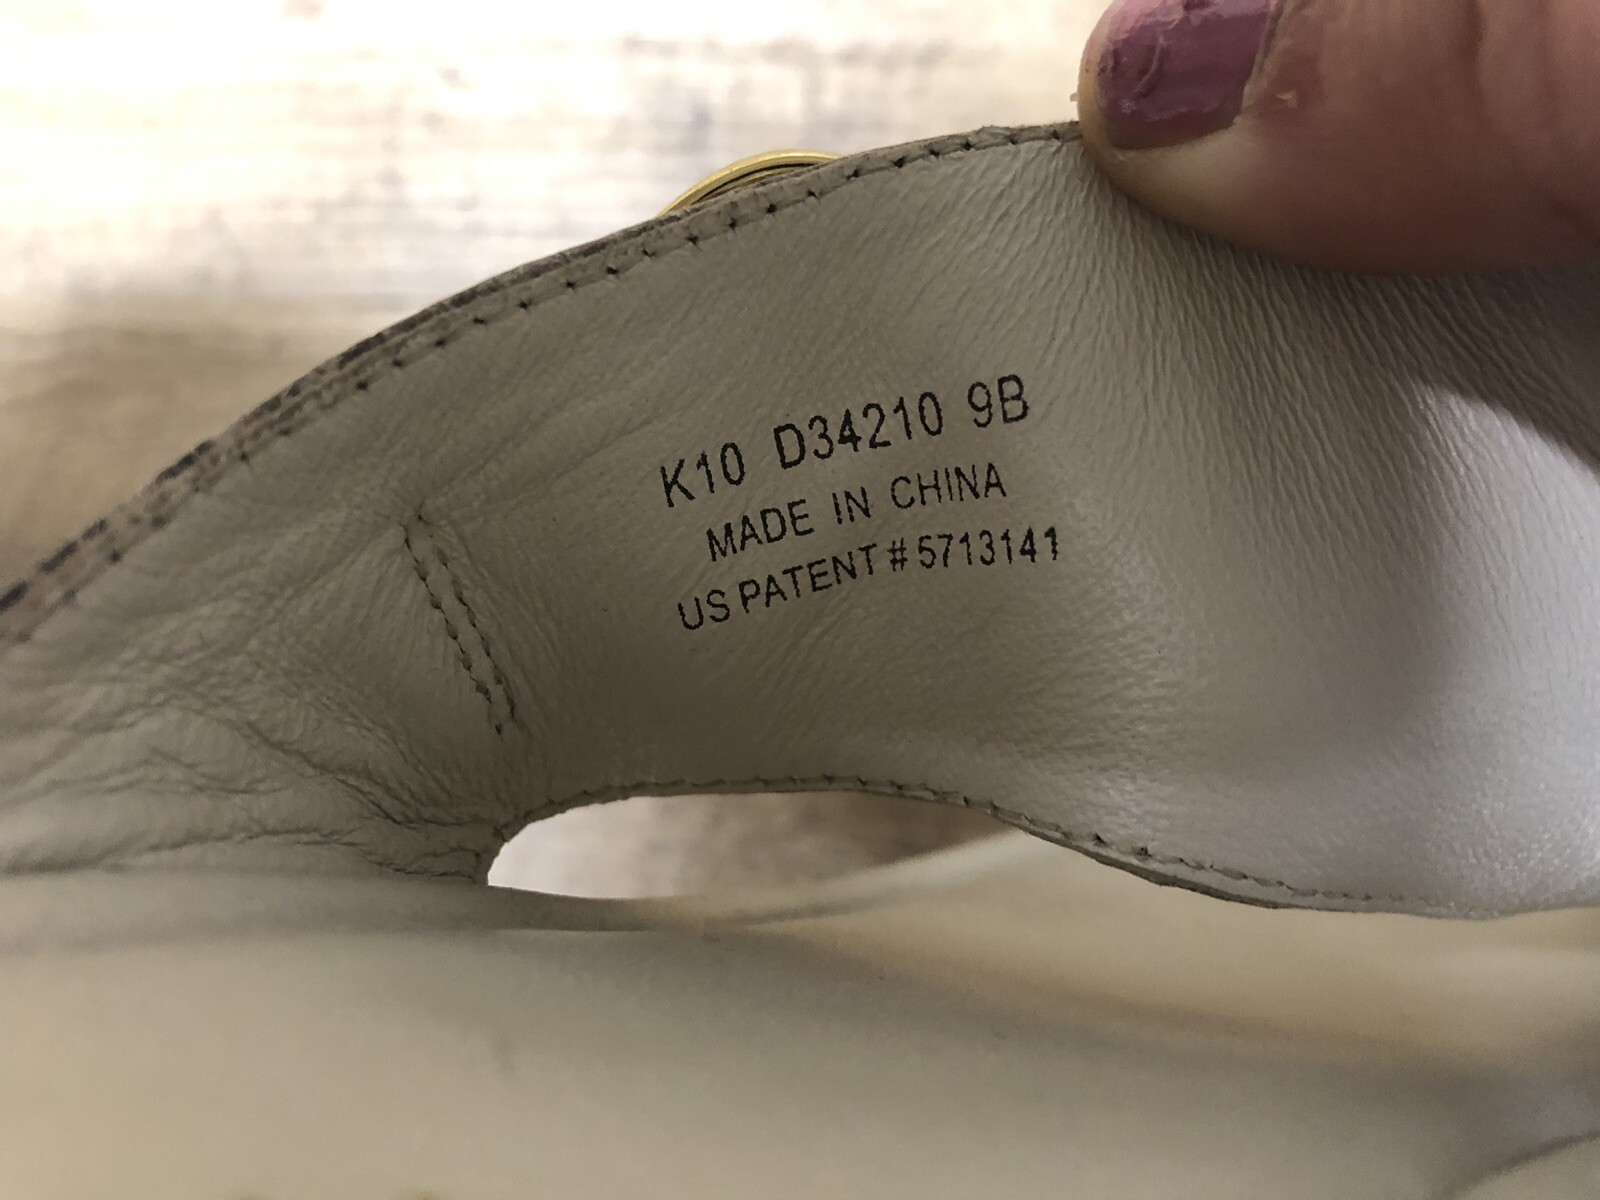 K10 D34210 9B
MADE IN CHINA
US PATENT # 5713141